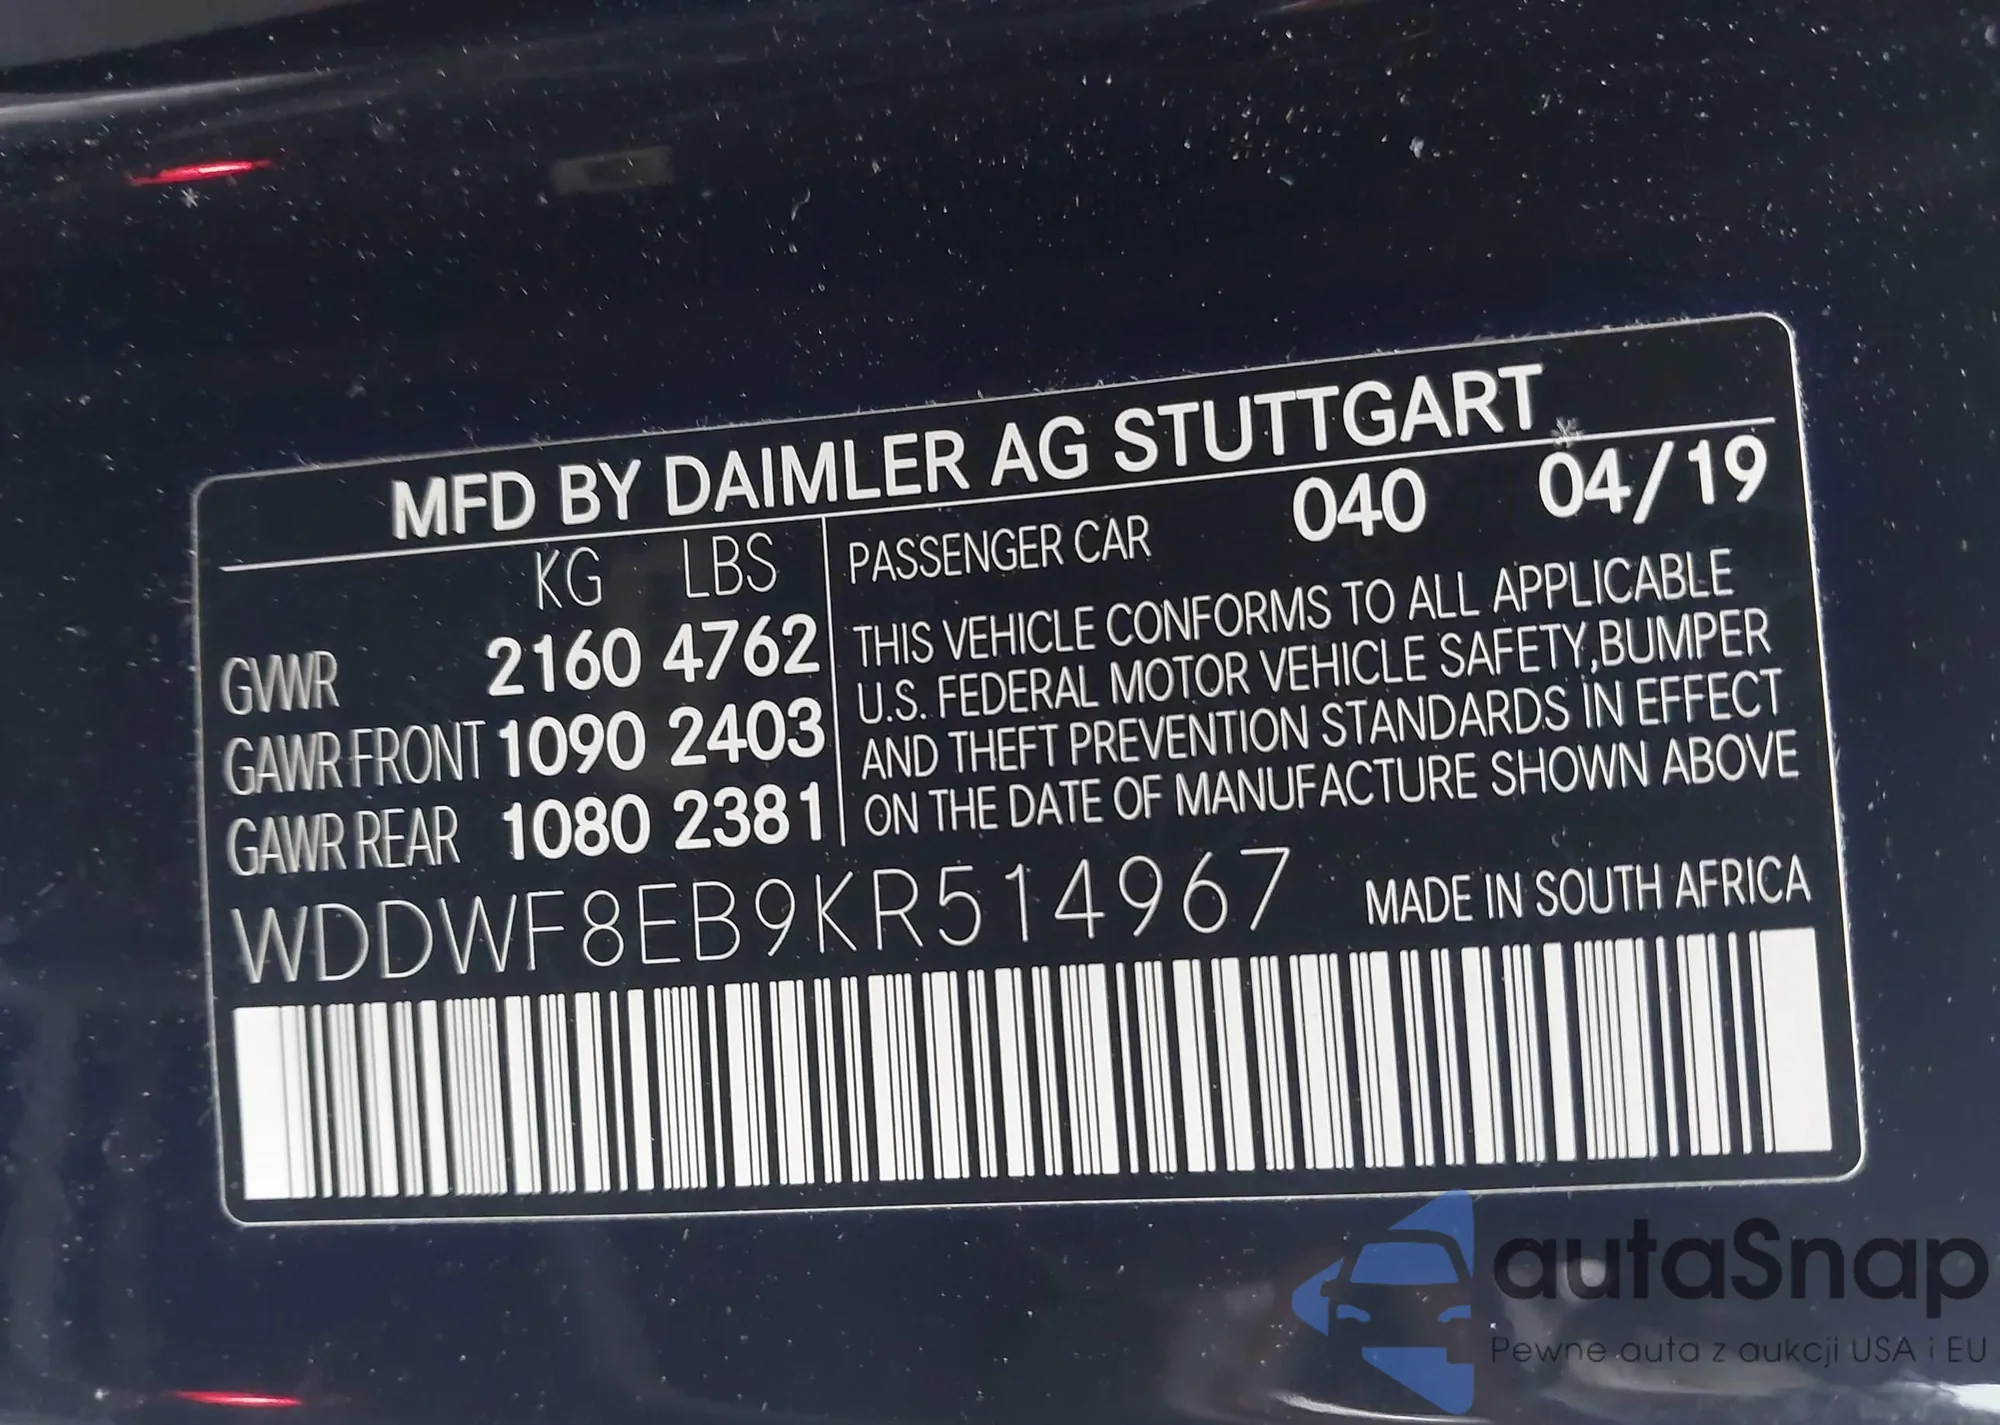 MFD BY DAIMLER AG STUTTGART
KG LBS
GVWR 2160 4762
GAWR FRONT 1090 2403
GAWR REAR 1080 2381
PASSENGER CAR 040 04/19
THIS VEHICLE CONFORMS TO ALL APPLICABLE
U.S. FEDERAL MOTOR VEHICLE SAFETY,BUMPER
AND THEFT PREVENTION STANDARDS IN EFFECT
ON THE DATE OF MANUFACTURE SHOWN ABOVE
WDDWF8EB9KR514967 MADE IN SOUTH AFRICA
autaSnap
Pewne auta z aukcji USA i EU